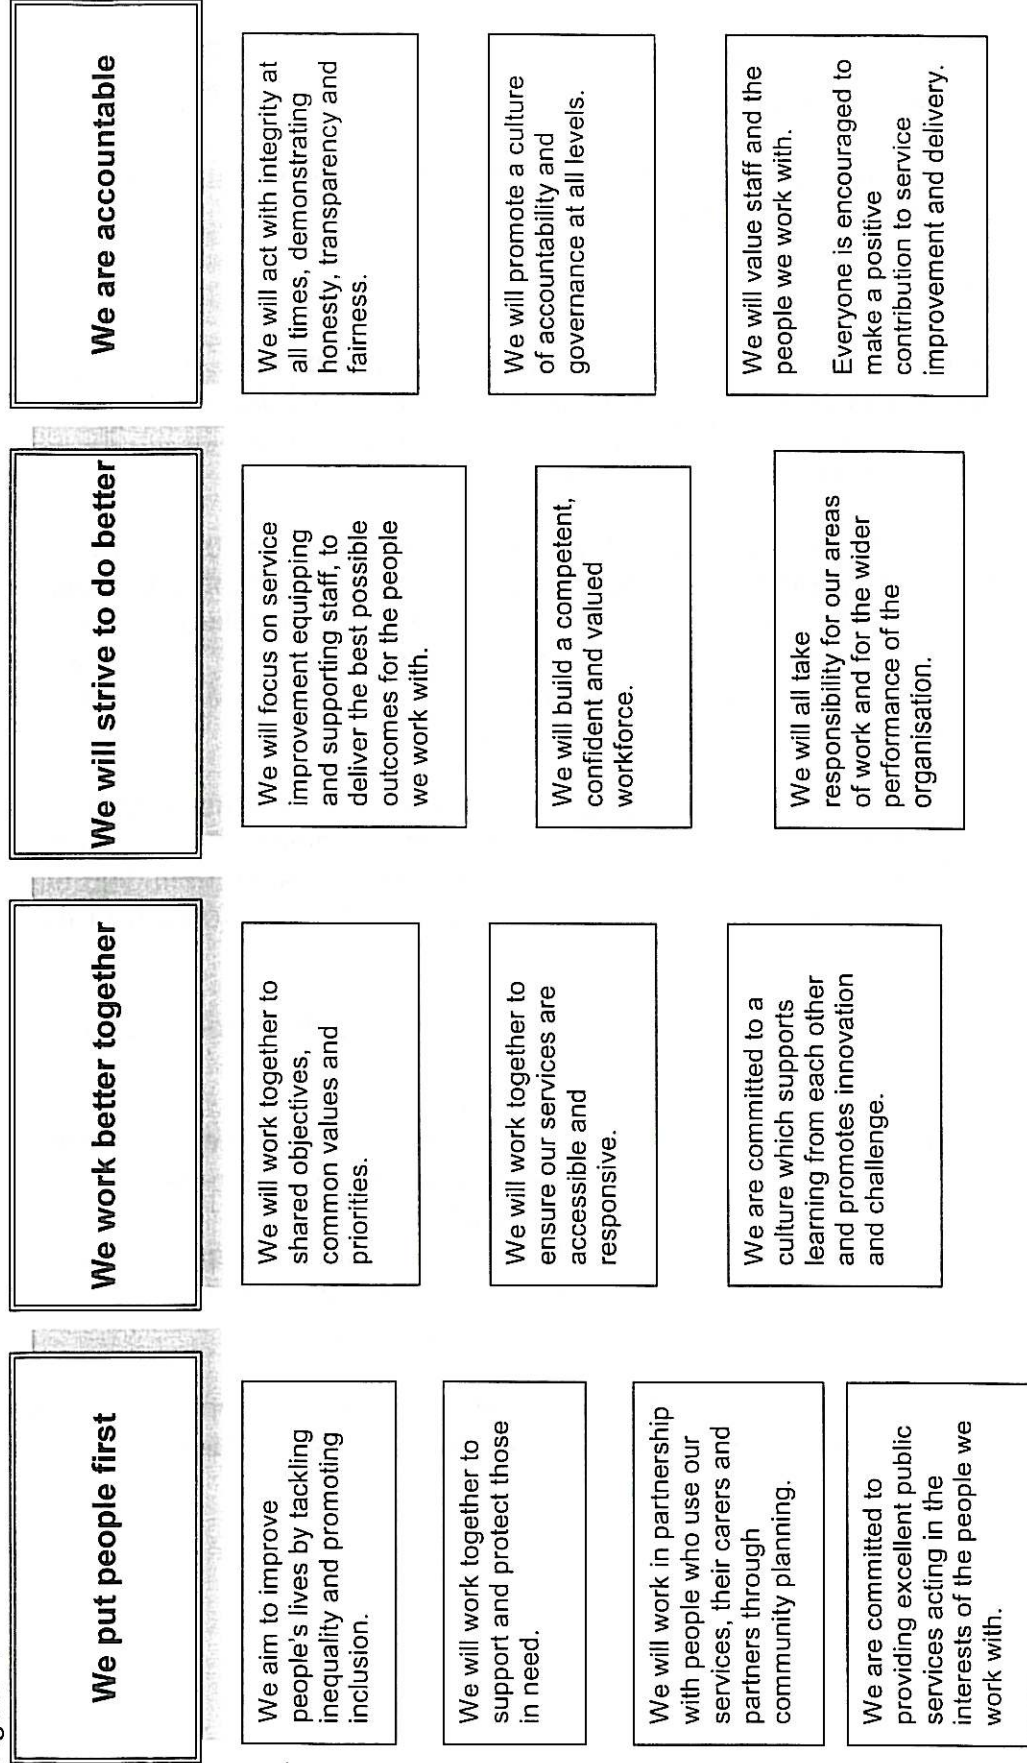 We put people first
We aim to improve
people's lives by tackling
inequality and promoting
inclusion.
We will work together to
support and protect those
in need.
We will work in partnership
with people who use our
services, their carers and
partners through
community planning.
We are committed to
providing excellent public
services acting in the
interests of the people we
work with.
We work better together
We will work together to
shared objectives,
common values and
priorities.
We will work together to
ensure our services are
accessible and
responsive.
We are committed to a
culture which supports
learning from each other
and promotes innovation
and challenge.
We will strive to do better
We will focus on service
improvement equipping
and supporting staff, to
deliver the best possible
outcomes for the people
we work with.
We will build a competent,
confident and valued
workforce.
We will all take
responsibility for our areas
of work and for the wider
performance of the
organisation.
We are accountable
We will act with integrity at
all times, demonstrating
honesty, transparency and
fairness.
We will promote a culture
of accountability and
governance at all levels.
We will value staff and the
people we work with.
Everyone is encouraged to
make a positive
contribution to service
improvement and delivery.